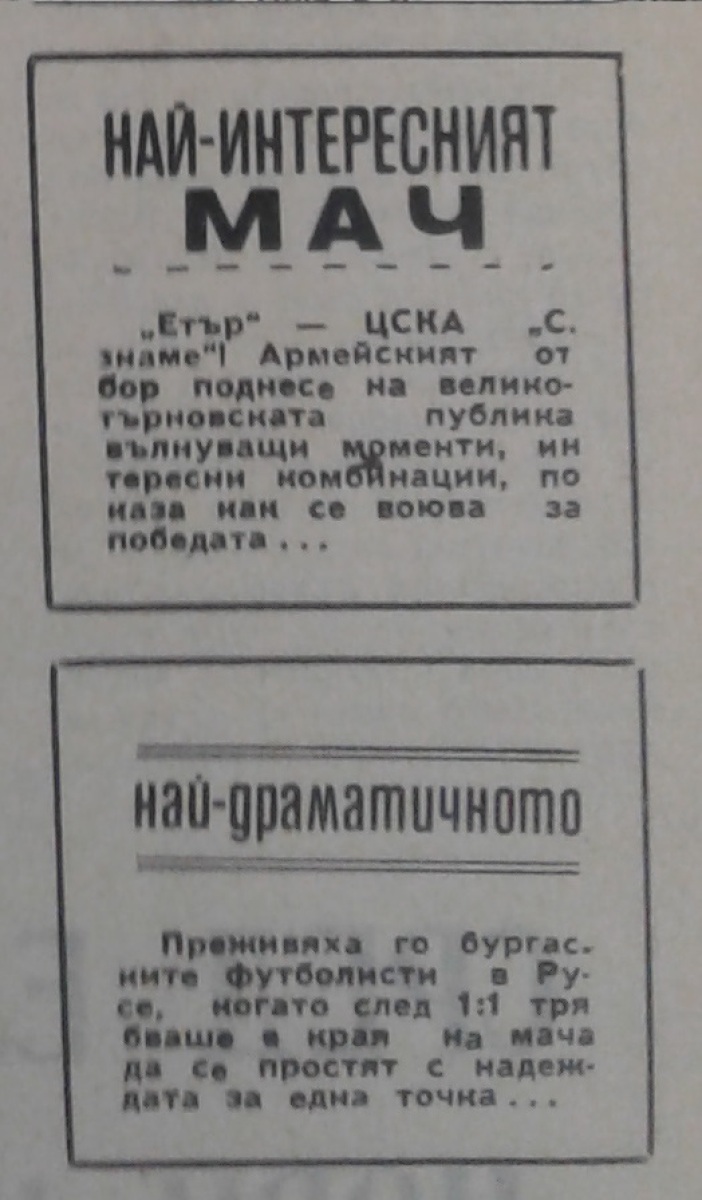 НАЙ-ИНТЕРЕСНИЯТ
МАЧ
„Етър“ — ЦСКА „С.
знаме“! Армейският от
бор поднесе на велико-
търновската публика
вълнуващи моменти, ин
тересни комбинации, по
каза как се воюва за
победата...
най-драматичното
Преживяха го бургас-
ките футболисти в Ру-
се, когато след 1:1 тря
бваше в края на мача
да се простят с надеж-
дата за една точка...